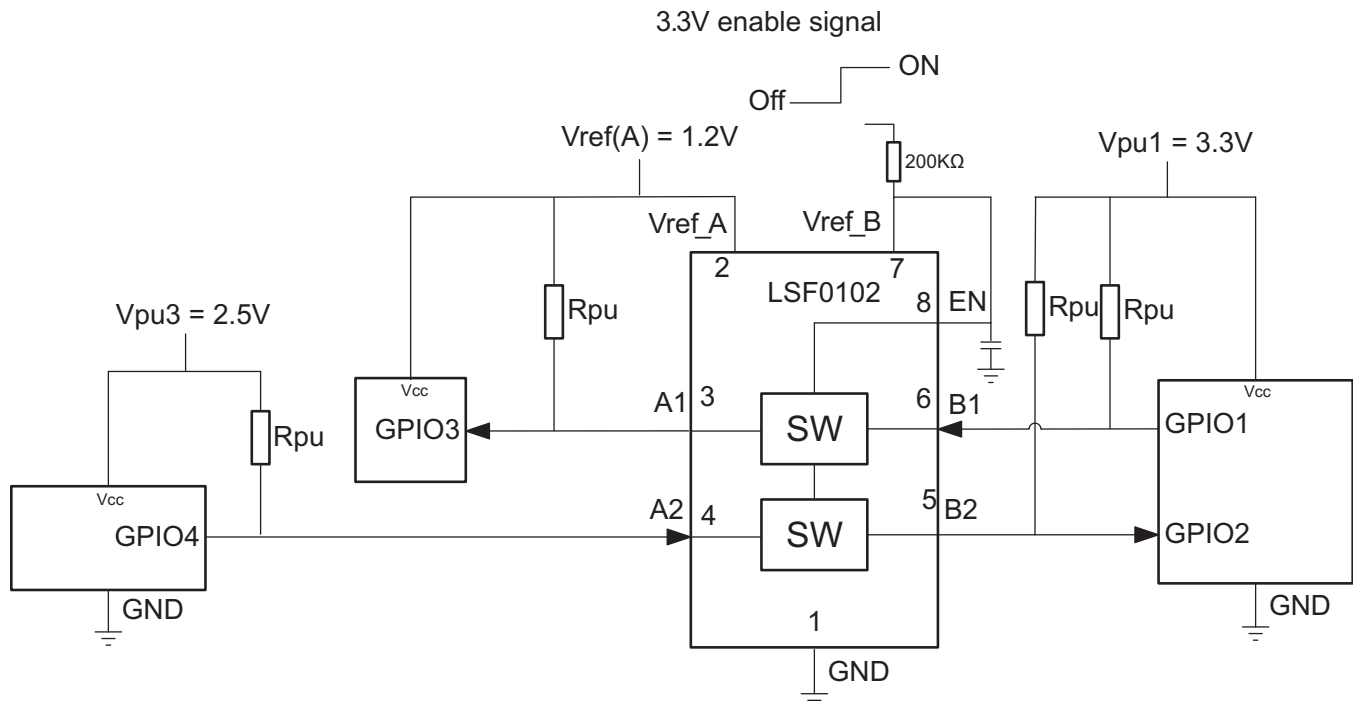 3.3V enable signal
ON
Off
Vref(A) = 1.2V
Vpu1 = 3.3V
200KΩ
Vref_A
Vref_B
2
7
LSF0102
8
EN
Rpu
Rpu
Rpu
Vpu3 = 2.5V
Vcc
GPIO3
A1
3
SW
6
B1
Vcc
GPIO1
Rpu
Vcc
GPIO4
A2
4
SW
5
B2
GPIO2
GND
1
GND
GND